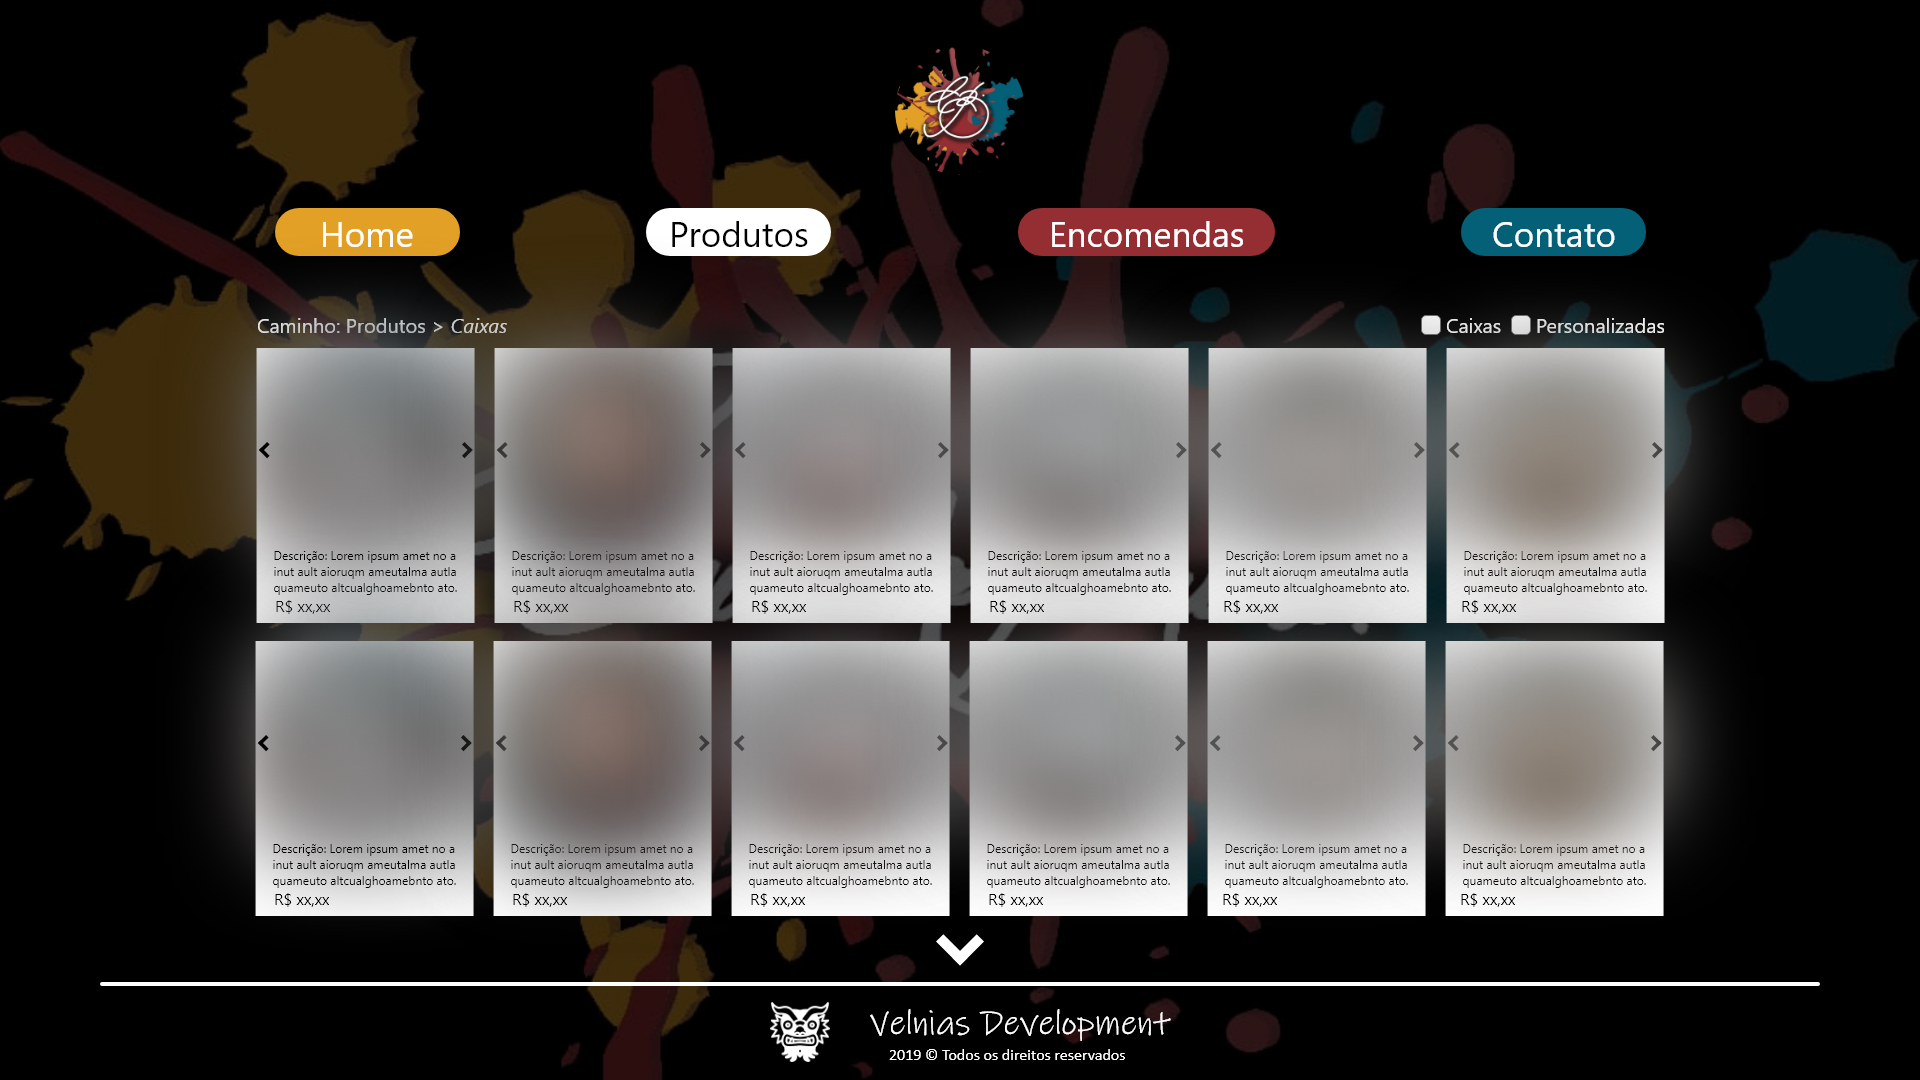 Home
Produtos
Encomendas
Contato
Caminho: Produtos > Caixas
Caixas
Personalizadas
Descrição: Lorem ipsum amet no a
inut ault aioruqm ameutalma autla
quameuto altcualghoamebnto ato.
R$ xx,xx
Descrição: Lorem ipsum amet no a
inut ault aioruqm ameutalma autla
quameuto altcualghoamebnto ato.
R$ xx,xx
Descrição: Lorem ipsum amet no a
inut ault aioruqm ameutalma autla
quameuto altcualghoamebnto ato.
R$ xx,xx
Descrição: Lorem ipsum amet no a
inut ault aioruqm ameutalma autla
quameuto altcualghoamebnto ato.
R$ xx,xx
Descrição: Lorem ipsum amet no a
inut ault aioruqm ameutalma autla
quameuto altcualghoamebnto ato.
R$ xx,xx
Descrição: Lorem ipsum amet no a
inut ault aioruqm ameutalma autla
quameuto altcualghoamebnto ato.
R$ xx,xx
Descrição: Lorem ipsum amet no a
inut ault aioruqm ameutalma autla
quameuto altcualghoamebnto ato.
R$ xx,xx
Descrição: Lorem ipsum amet no a
inut ault aioruqm ameutalma autla
quameuto altcualghoamebnto ato.
R$ xx,xx
Descrição: Lorem ipsum amet no a
inut ault aioruqm ameutalma autla
quameuto altcualghoamebnto ato.
R$ xx,xx
Descrição: Lorem ipsum amet no a
inut ault aioruqm ameutalma autla
quameuto altcualghoamebnto ato.
R$ xx,xx
Descrição: Lorem ipsum amet no a
inut ault aioruqm ameutalma autla
quameuto altcualghoamebnto ato.
R$ xx,xx
Descrição: Lorem ipsum amet no a
inut ault aioruqm ameutalma autla
quameuto altcualghoamebnto ato.
R$ xx,xx
Velnias Development
2019 © Todos os direitos reservados